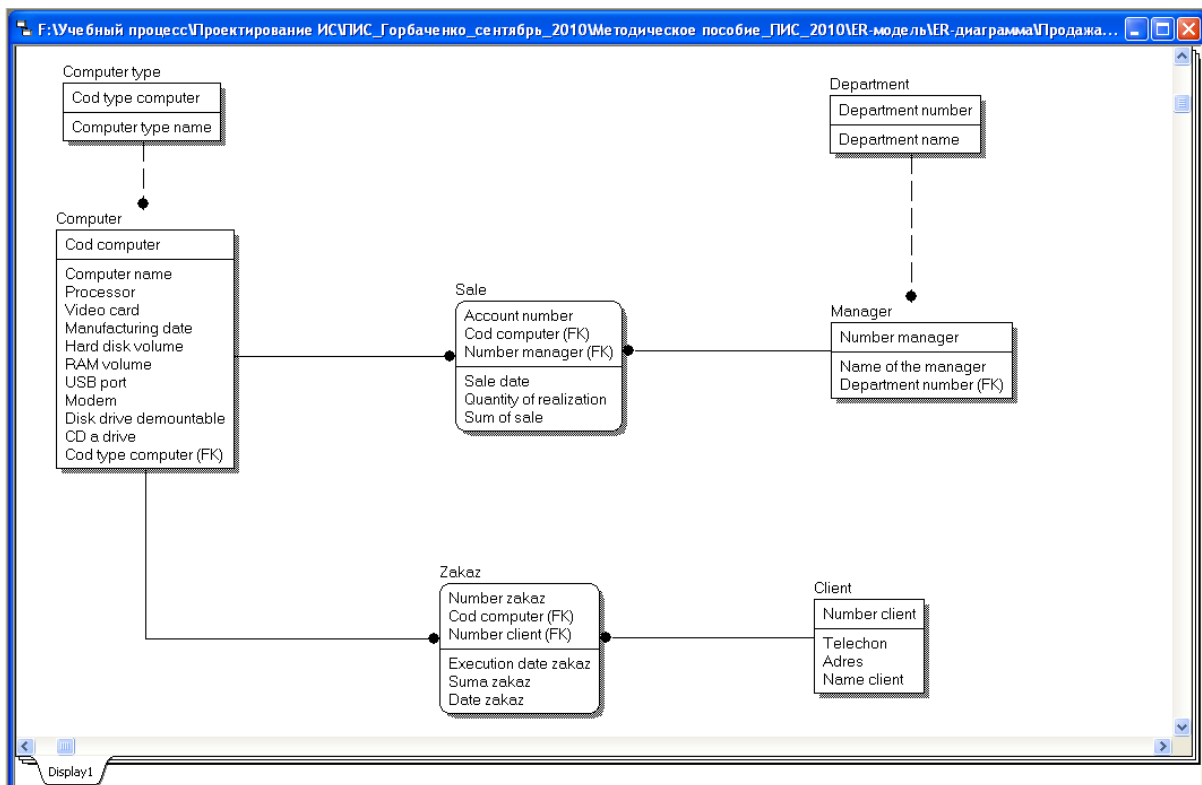 F:\Учебный процесс\Проектирование ИС\ПИС_Горбаченко_сентябрь_2010\Методическое пособие_ПИС_2010\ER-модель\ER-диаграмма\Продажа...
Computer type
Cod type computer
Computer type name
Department
Department number
Department name
Computer
Cod computer
Computer name
Processor
Video card
Manufacturing date
Hard disk volume
RAM volume
USB port
Modem
Disk drive demountable
CD a drive
Cod type computer (FK)
Sale
Account number
Cod computer (FK)
Number manager (FK)
Sale date
Quantity of realization
Sum of sale
Manager
Number manager
Name of the manager
Department number (FK)
Zakaz
Number zakaz
Cod computer (FK)
Number client (FK)
Execution date zakaz
Suma zakaz
Date zakaz
Client
Number client
Telechon
Adres
Name client
Display1